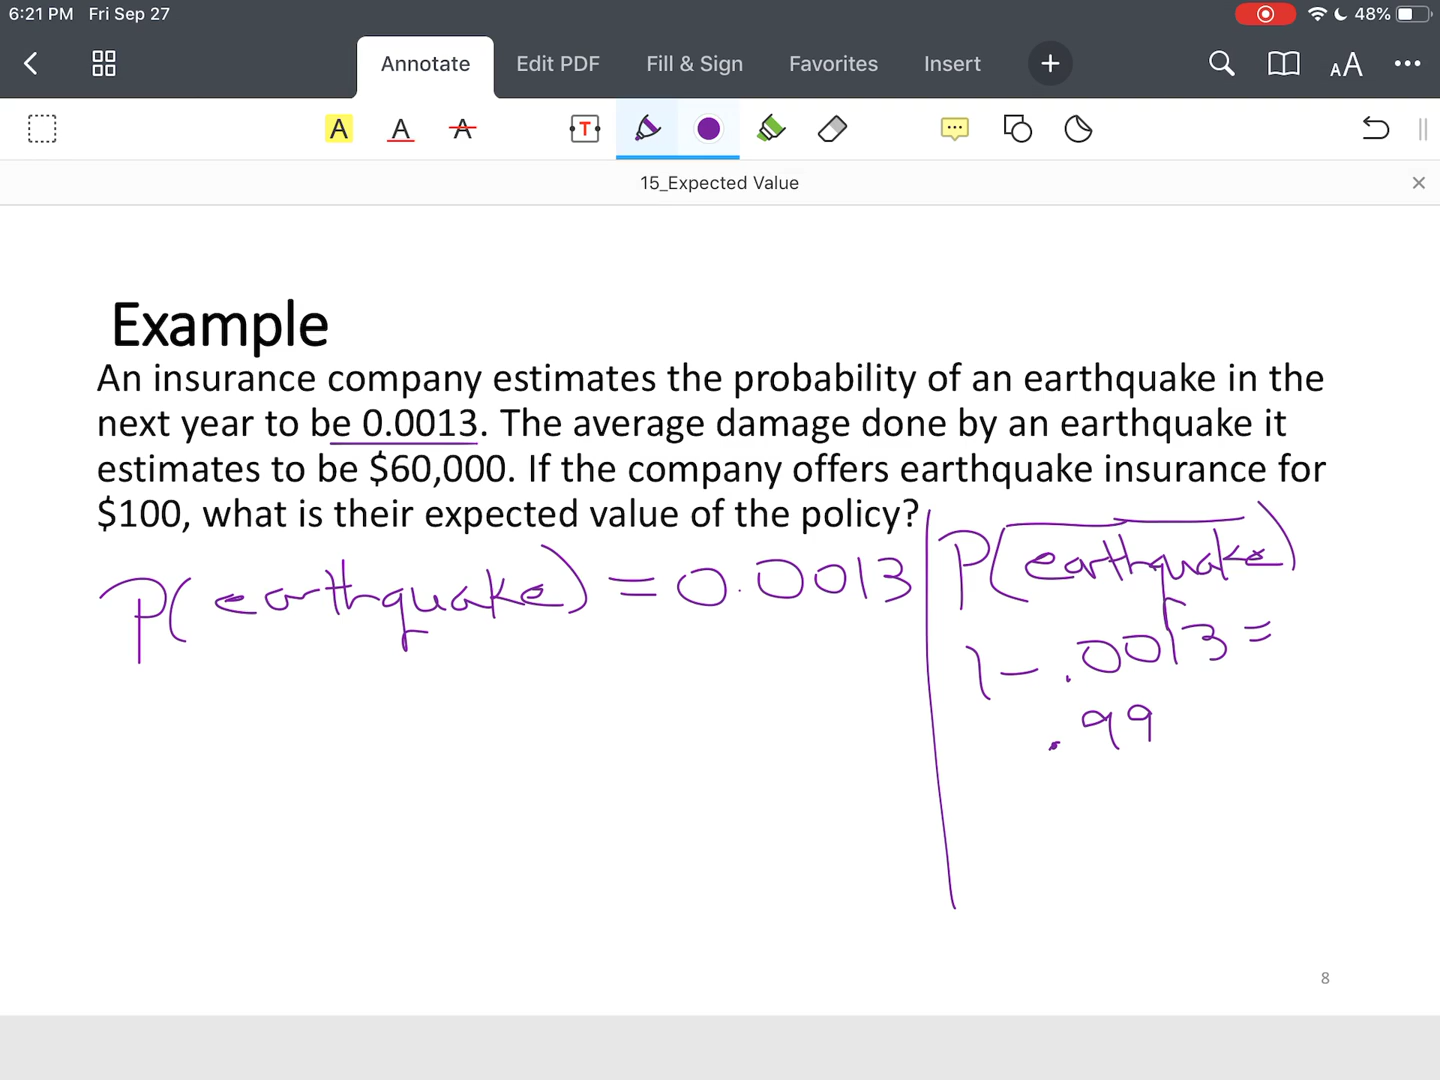 6:21 PM Fri Sep 27
48%
Annotate Edit PDF Fill & Sign Favorites Insert
AA
A A A T
15_Expected Value
Example
An insurance company estimates the probability of an earthquake in the
next year to be 0.0013. The average damage done by an earthquake it
estimates to be $60,000. If the company offers earthquake insurance for
$100, what is their expected value of the policy?
P(earthquake) = 0.0013
P(earthquake)
1 - .0013 =
.99
8